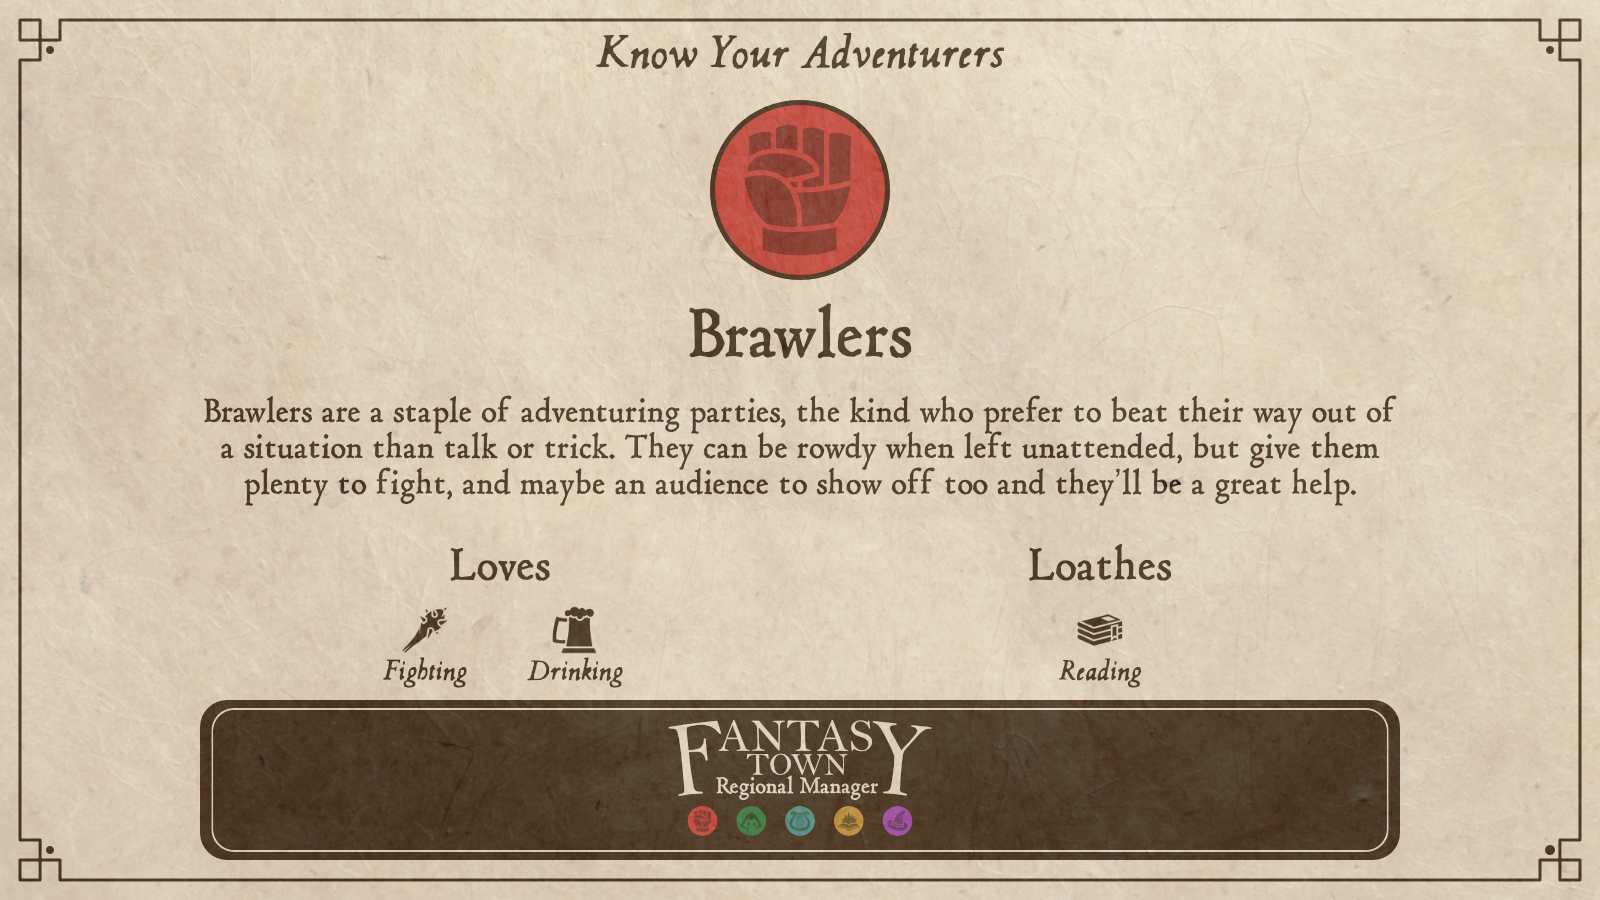 Know Your Adventurers
Brawlers
Brawlers are a staple of adventuring parties, the kind who prefer to beat their way out of
a situation than talk or trick. They can be rowdy when left unattended, but give them
plenty to fight, and maybe an audience to show off too and they'll be a great help.
Loves
Fighting
Drinking
Loathes
Reading
FANTASY
TOWN
Regional Manager